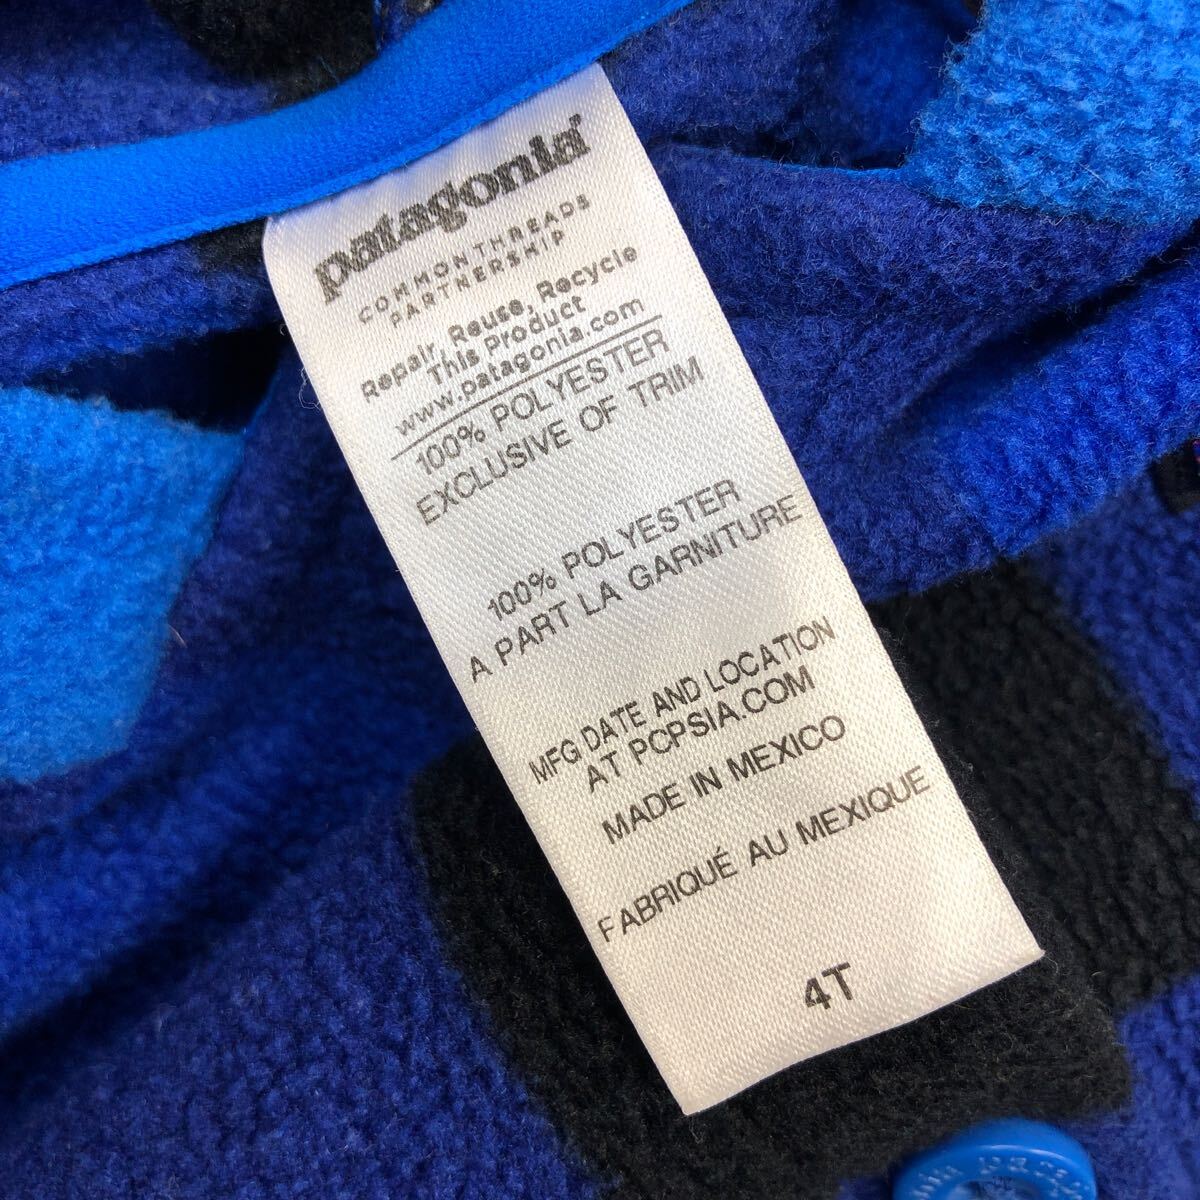 patagonia
COMMON THREADS
PARTNERSHIP
Repair, Reuse, Recycle
This Product
www.patagonia.com
100% POLYESTER
EXCLUSIVE OF TRIM
100% POLYESTER
A PART LA GARNITURE
MFG DATE AND LOCATION
AT PCPSIA.COM
MADE IN MEXICO
FABRIQUÉ AU MEXIQUE
4T